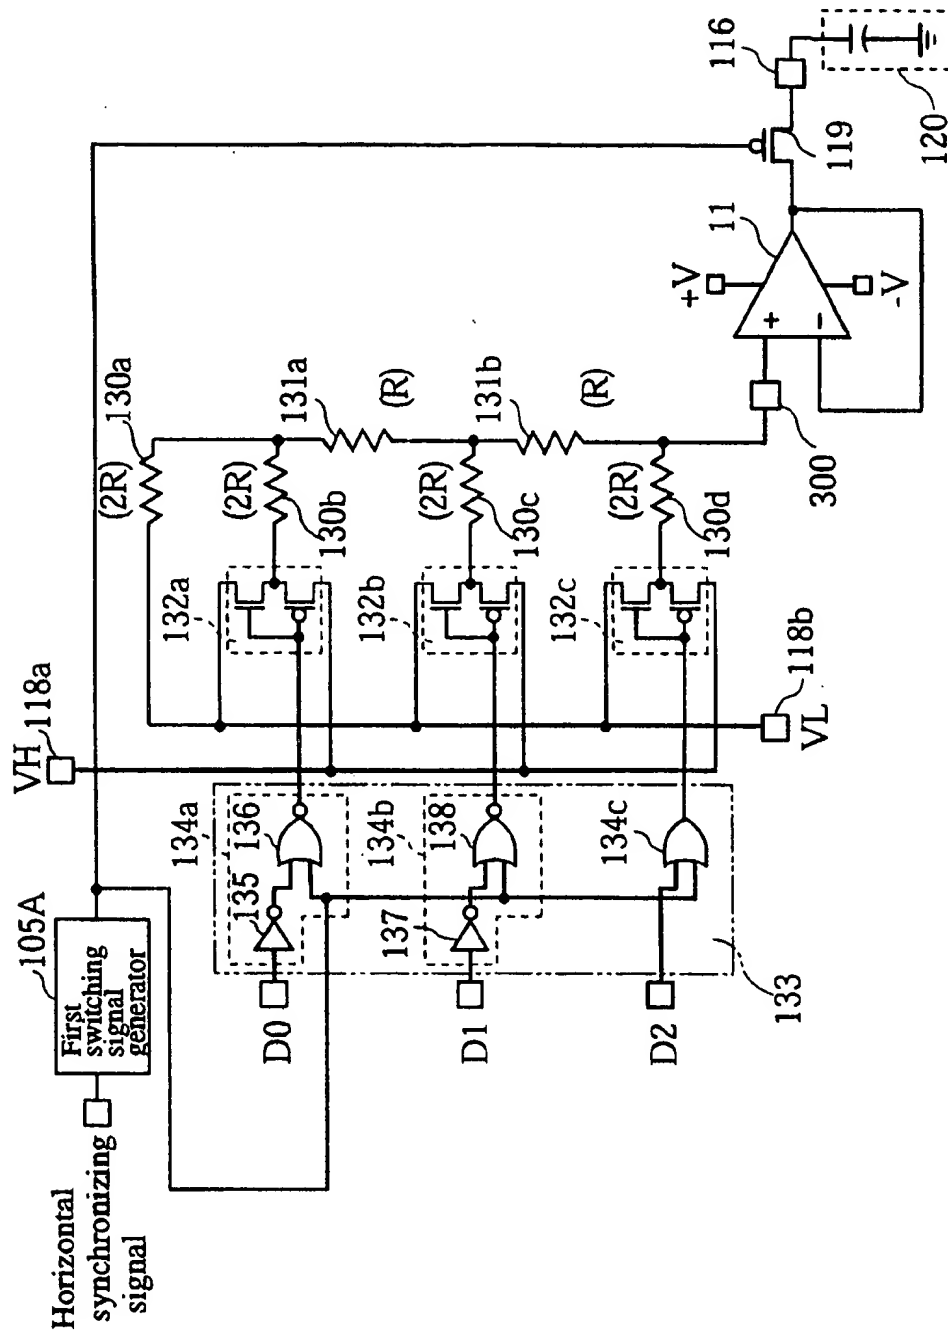 Horizontal
synchronizing
signal
105A
First
switching
signal
generator
VH
118a
130a
(2R)
134a
136
135
132a
(2R)
130b
131a
(R)
134b
138
137
132b
(2R)
130c
131b
(R)
134c
132c
(2R)
130d
D0
D1
D2
133
118b
VL
300
+V
-V
11
+
−
119
116
120